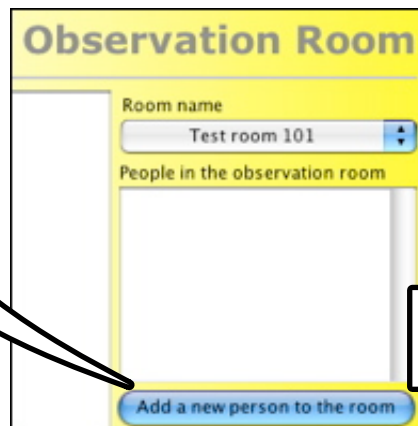 Observation Room
Room name
Test room 101
People in the observation room
Add a new person to the room